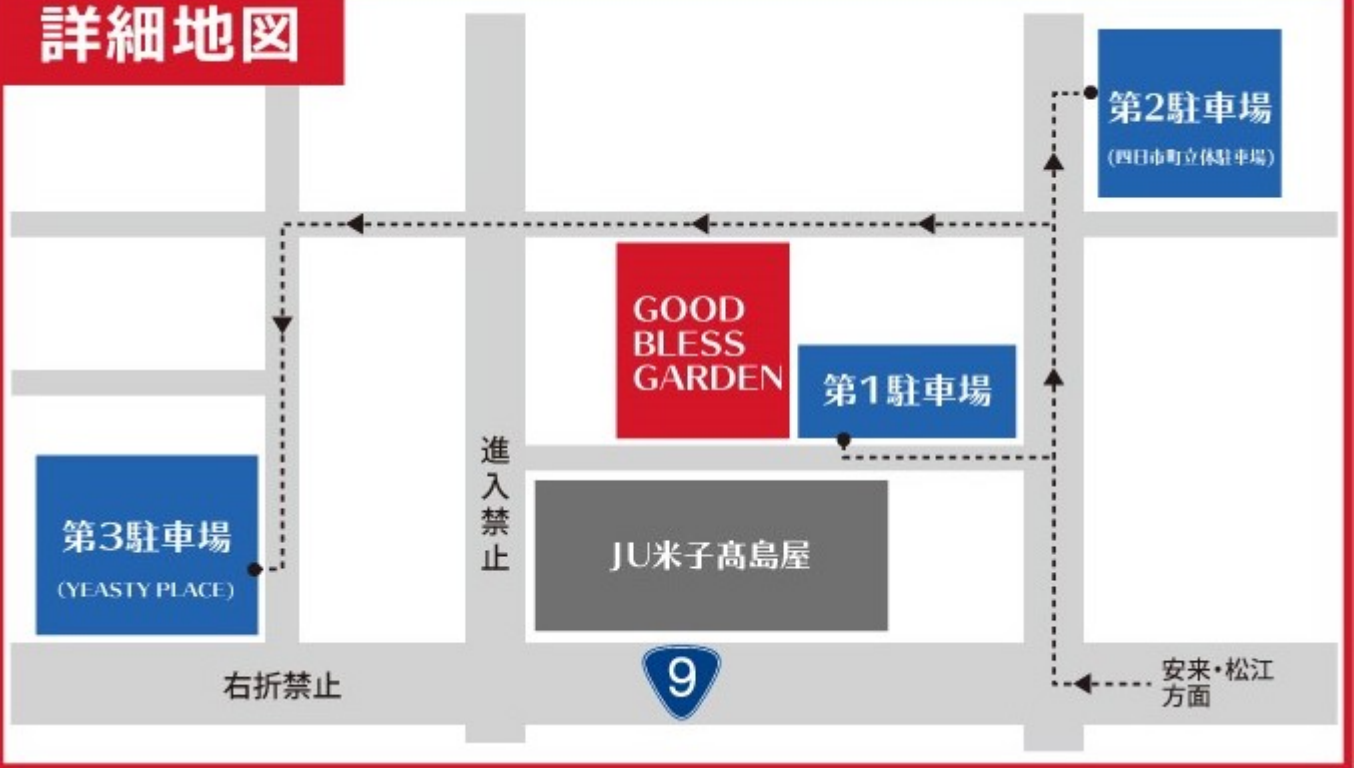 詳細地図
第2駐車場
(四日市町立体駐車場)
GOOD
BLESS
GARDEN
第1駐車場
進入禁止
第3駐車場
(YEASTY PLACE)
JU米子髙島屋
右折禁止
9
安来・松江
方面